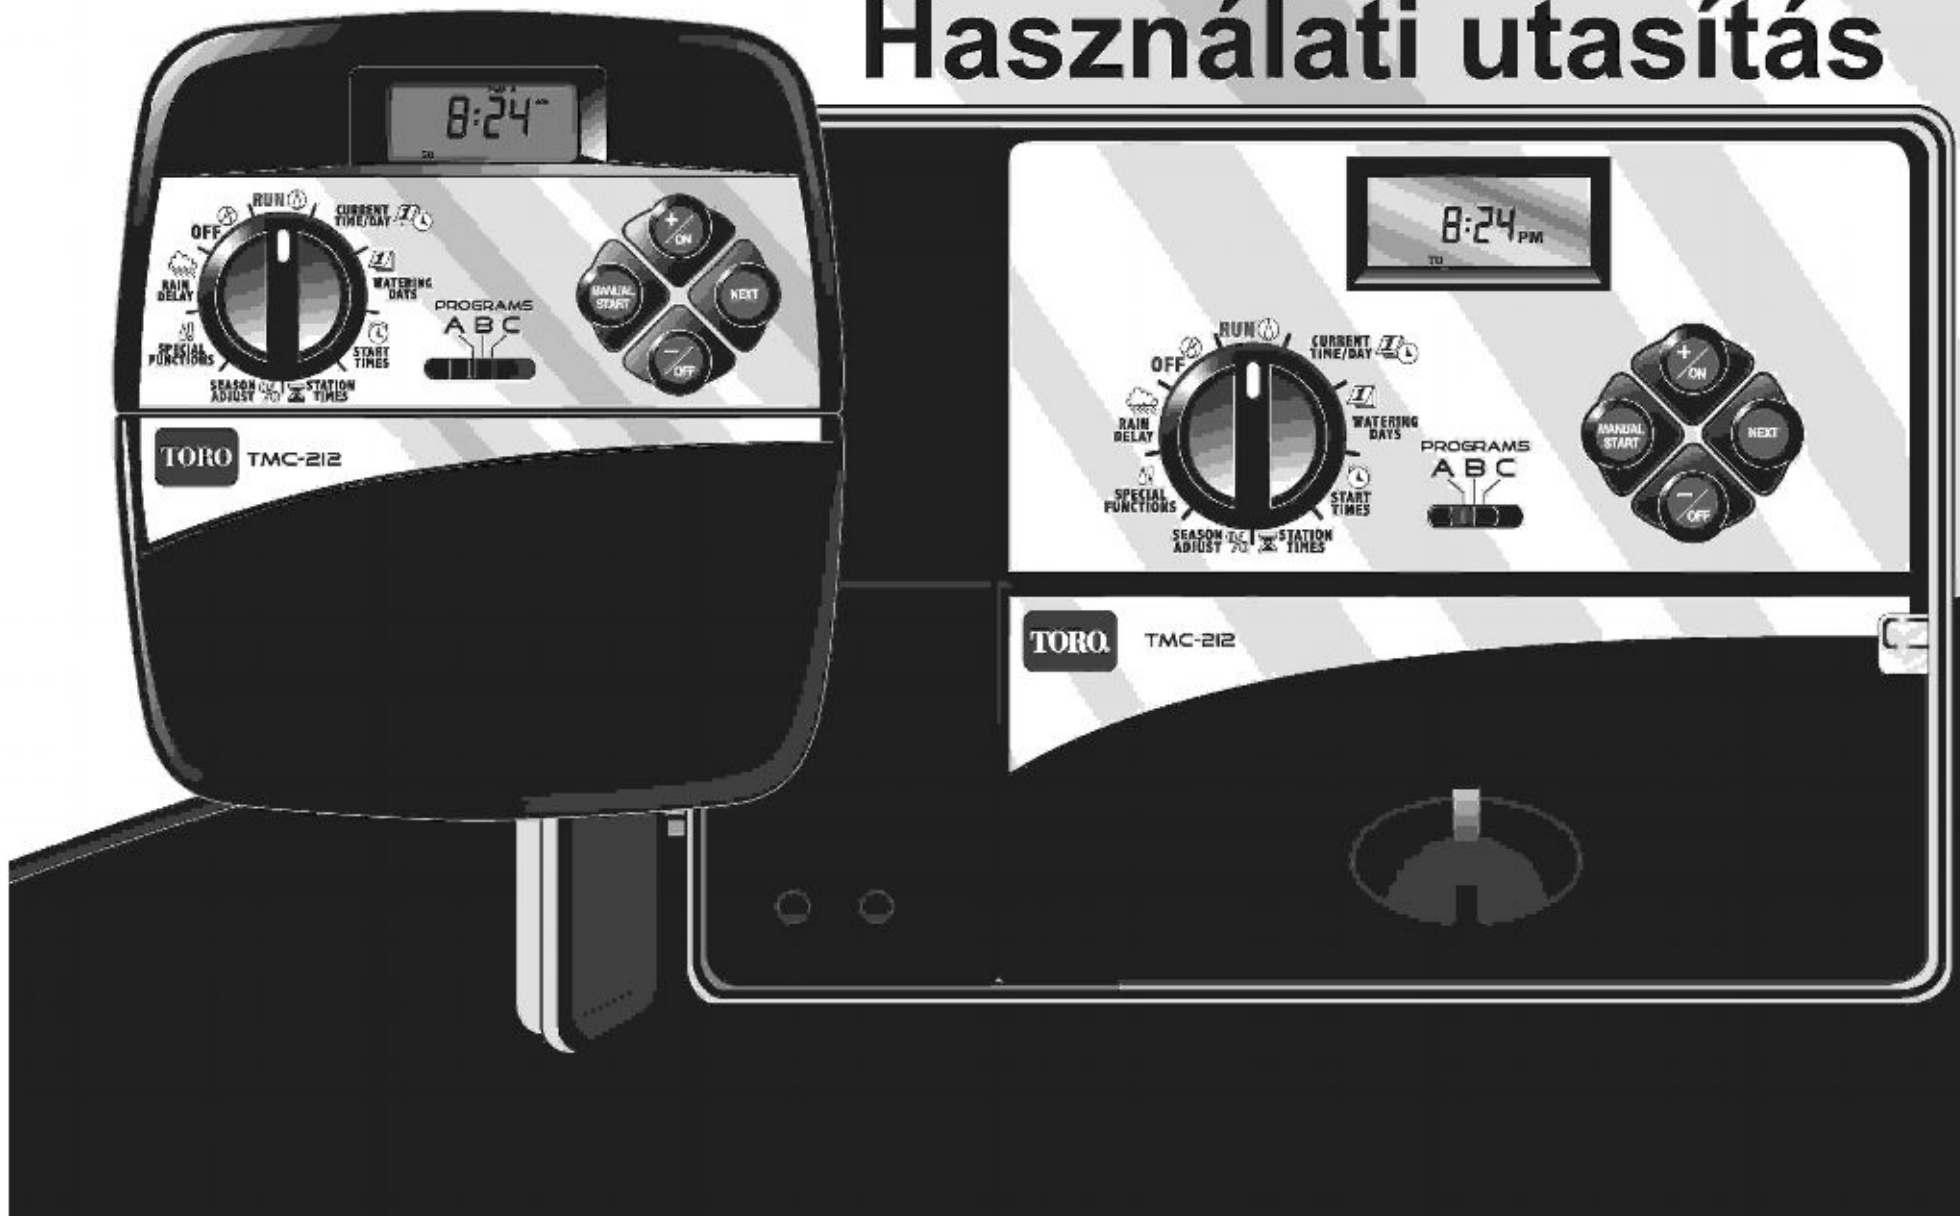 Használati utasítás
8:24
RUN
OFF
CURRENT
TIME/DAY
RAIN
DELAY
WATERING
DAYS
SPECIAL
FUNCTIONS
START
TIMES
SEASON
ADJUST
STATION
TIMES
PROGRAMS
A B C
+
ON
MANUAL
START
NEXT
−
OFF
TORO TMC-212
8:24 PM
RUN
OFF
CURRENT
TIME/DAY
RAIN
DELAY
WATERING
DAYS
SPECIAL
FUNCTIONS
START
TIMES
SEASON
ADJUST
STATION
TIMES
PROGRAMS
A B C
+
ON
MANUAL
START
NEXT
−
OFF
TORO. TMC-212